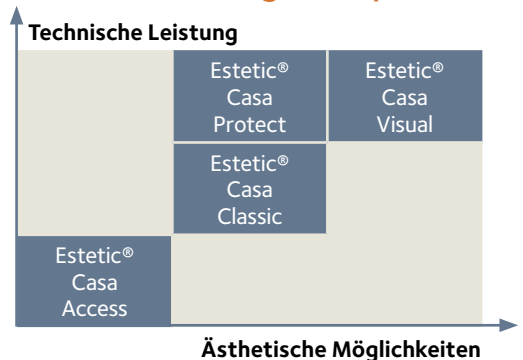 Technische Leistung
Estetic®
Casa
Protect
Estetic®
Casa
Visual
Estetic®
Casa
Classic
Estetic®
Casa
Access
Ästhetische Möglichkeiten